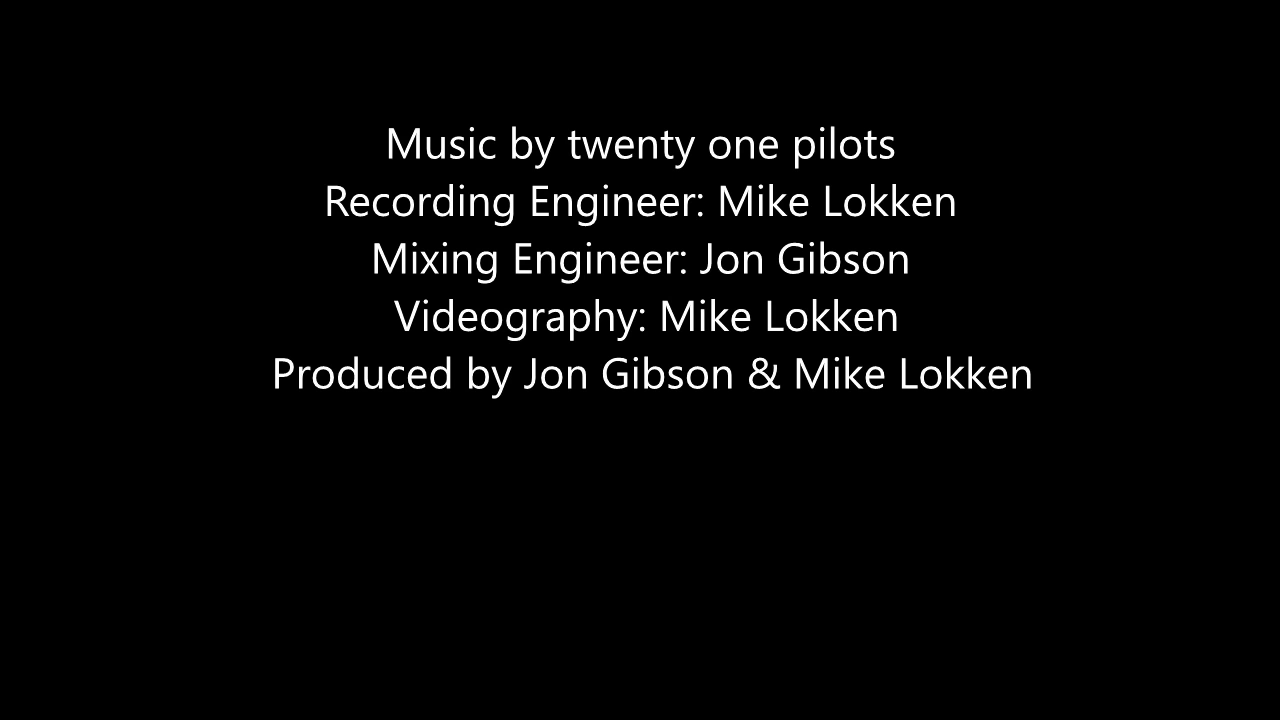 Music by twenty one pilots
Recording Engineer: Mike Lokken
Mixing Engineer: Jon Gibson
Videography: Mike Lokken
Produced by Jon Gibson & Mike Lokken